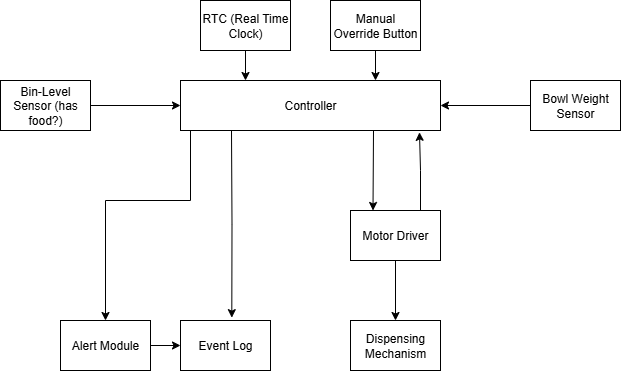 RTC (Real Time
Clock)
Manual
Override Button
Bin-Level
Sensor (has
food?)
Controller
Bowl Weight
Sensor
Motor Driver
Alert Module
Event Log
Dispensing
Mechanism